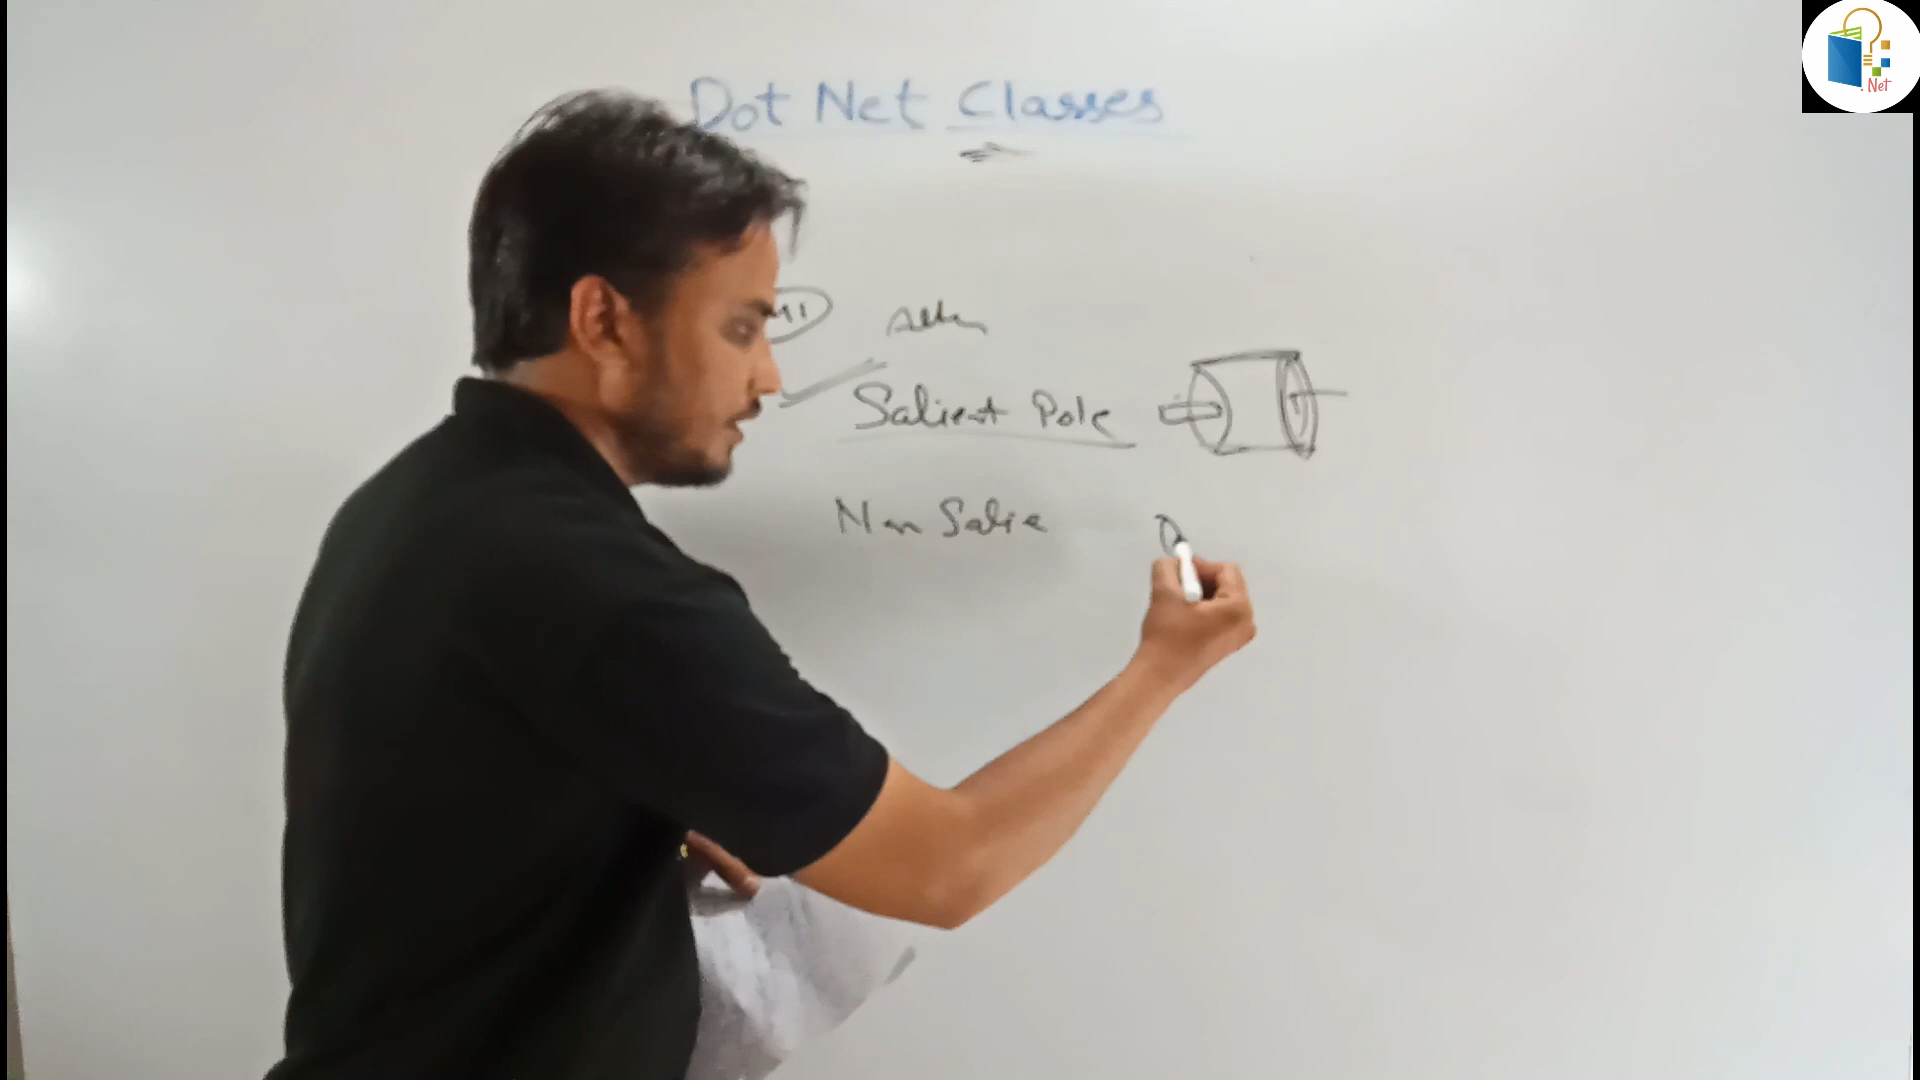 Dot Net Classes
.Net
Salient Pole
Non Salie